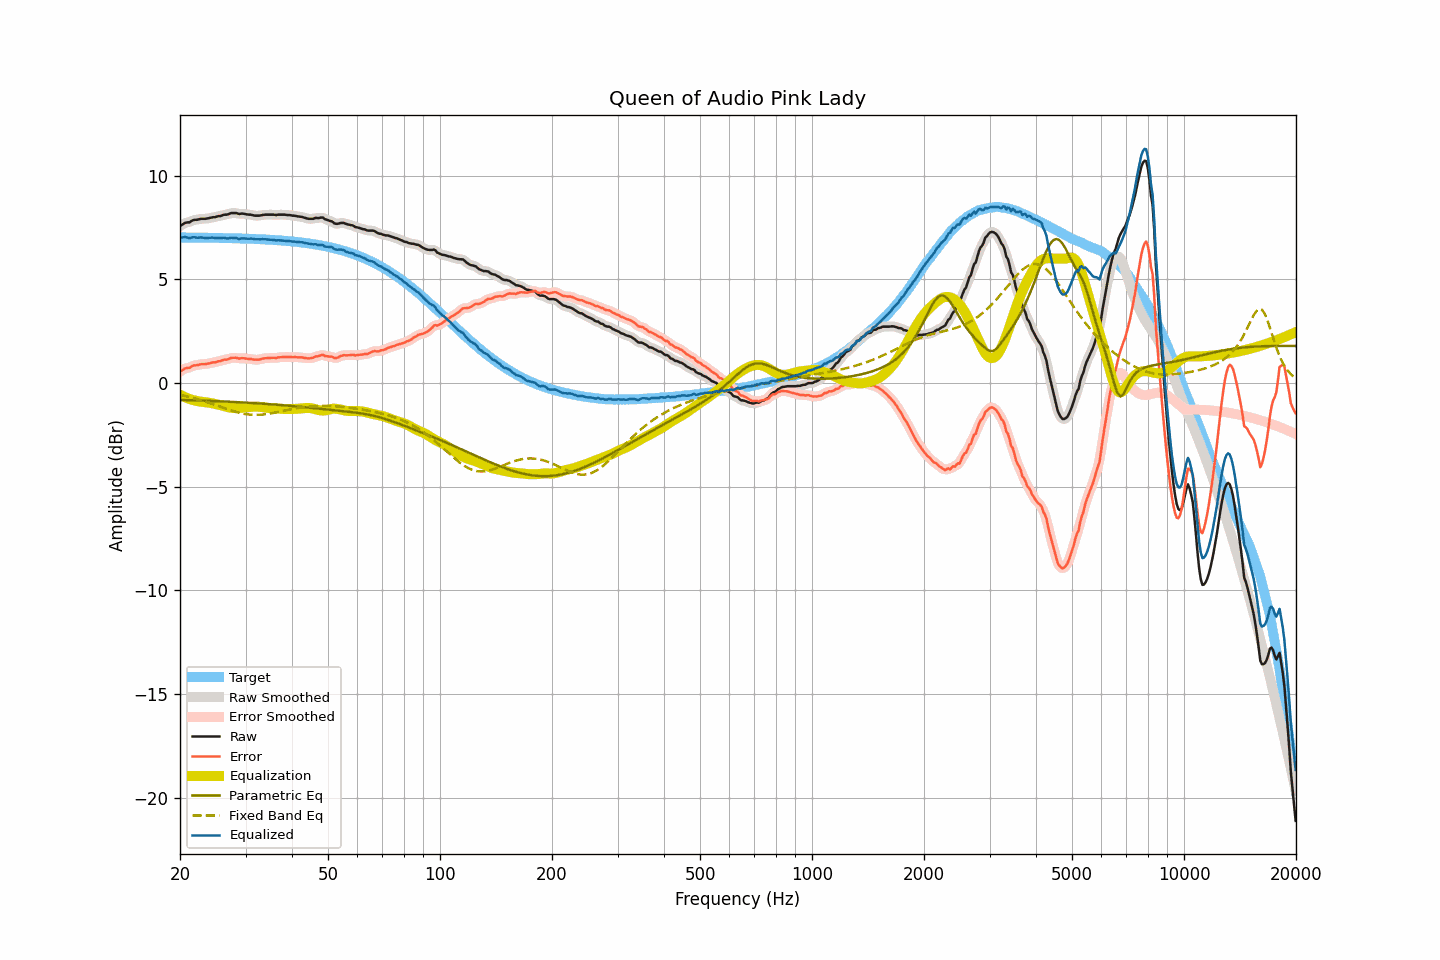 Queen of Audio Pink Lady
Amplitude (dBr)
10
5
0
−5
−10
−15
−20
Target
Raw Smoothed
Error Smoothed
Raw
Error
Equalization
Parametric Eq
Fixed Band Eq
Equalized
20 50 100 200 500 1000 2000 5000 10000 20000
Frequency (Hz)